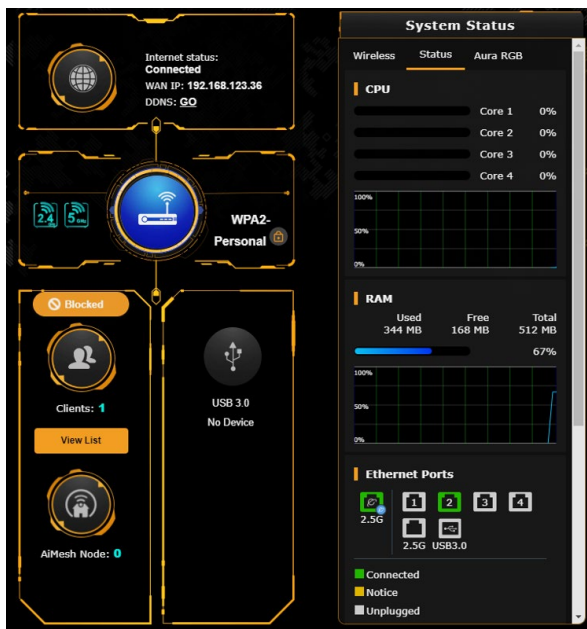 Internet status:
Connected
WAN IP: 192.168.123.36
DDNS: GO
2.4
5
WPA2-
Personal
Blocked
Clients: 1
View List
AiMesh Node: 0
USB 3.0
No Device
System Status
Wireless Status Aura RGB
CPU
Core 1 0%
Core 2 0%
Core 3 0%
Core 4 0%
100%
50%
0%
RAM
Used Free Total
344 MB 168 MB 512 MB
67%
100%
50%
0%
Ethernet Ports
1 2 3 4
2.5G
2.5G USB3.0
Connected
Notice
Unplugged